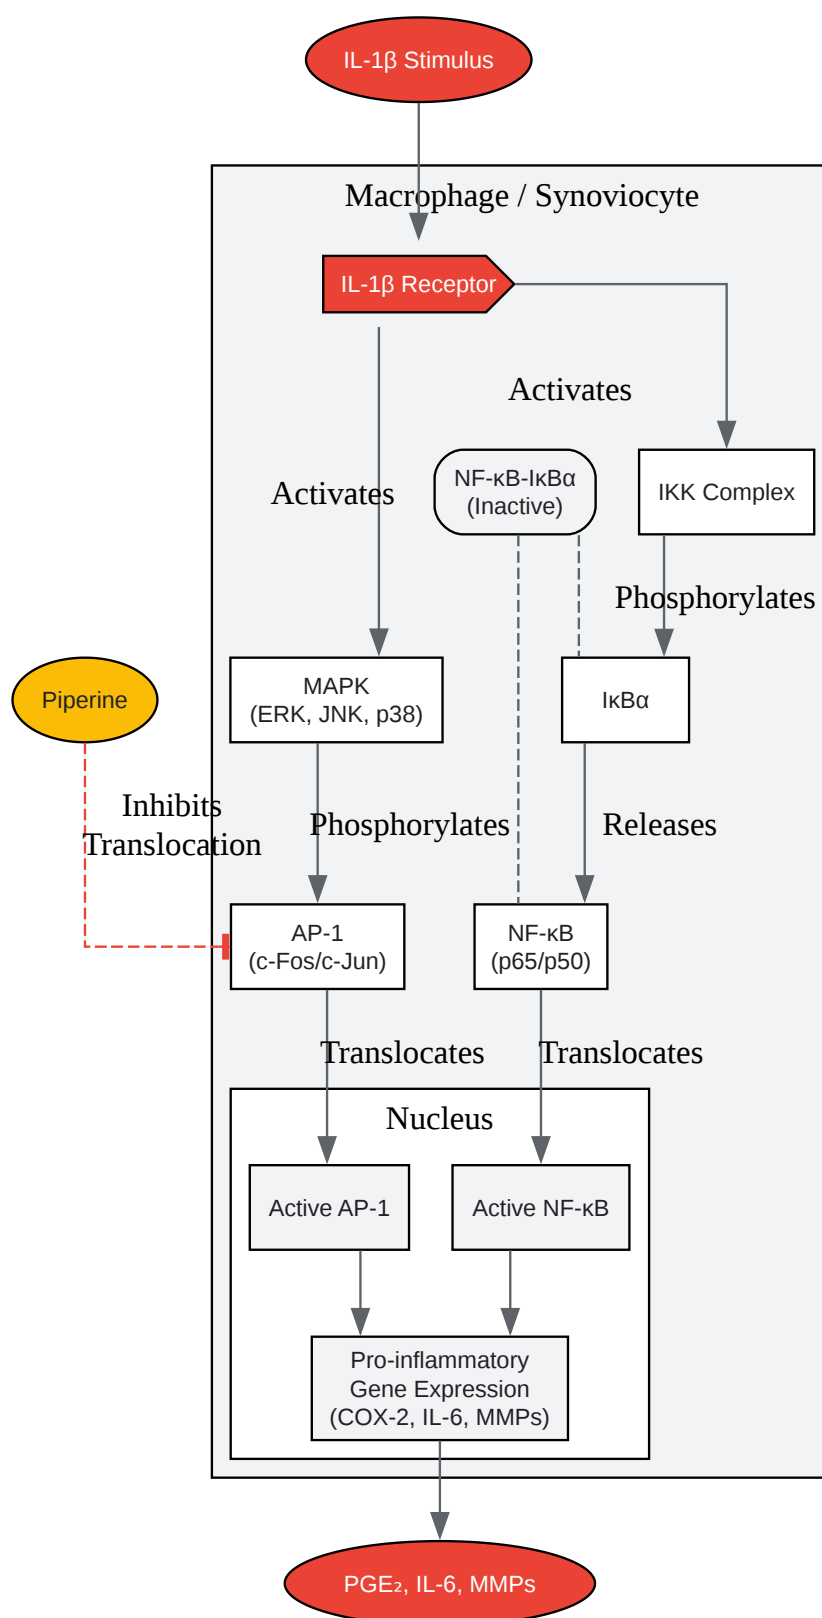 IL-1β Stimulus
Macrophage / Synoviocyte
IL-1β Receptor
Activates
NF-κB-IκBα
(Inactive)
IKK Complex
Activates
Phosphorylates
Piperine
MAPK
(ERK, JNK, p38)
IκBα
Inhibits
Translocation
Phosphorylates
Releases
AP-1
(c-Fos/c-Jun)
NF-κB
(p65/p50)
Translocates
Translocates
Nucleus
Active AP-1
Active NF-κB
Pro-inflammatory
Gene Expression
(COX-2, IL-6, MMPs)
PGE₂, IL-6, MMPs